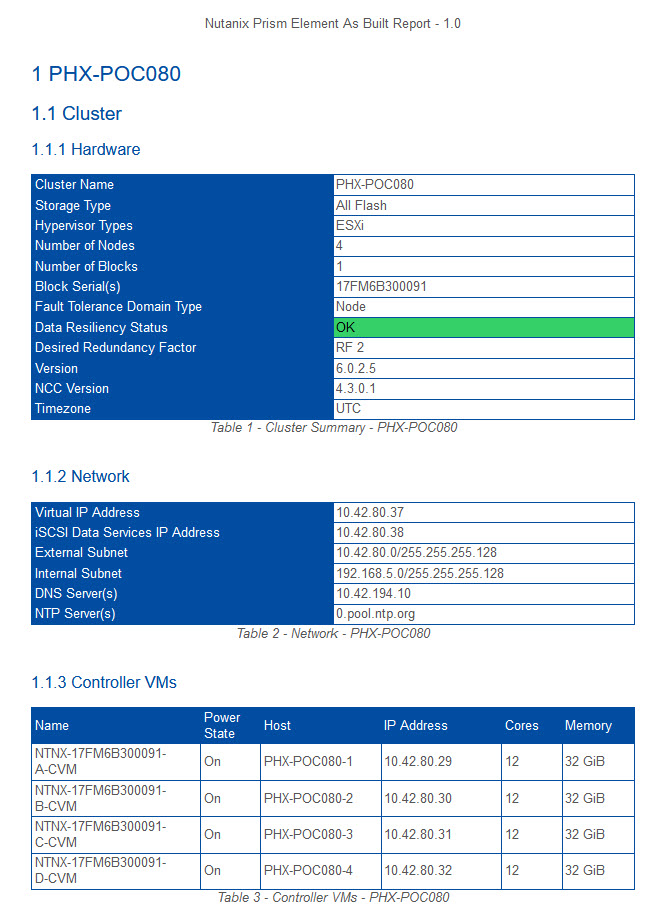 Nutanix Prism Element As Built Report - 1.0
1 PHX-POC080
1.1 Cluster
1.1.1 Hardware
Cluster Name PHX-POC080
Storage Type All Flash
Hypervisor Types ESXi
Number of Nodes 4
Number of Blocks 1
Block Serial(s) 17FM6B300091
Fault Tolerance Domain Type Node
Data Resiliency Status OK
Desired Redundancy Factor RF 2
Version 6.0.2.5
NCC Version 4.3.0.1
Timezone UTC
Table 1 - Cluster Summary - PHX-POC080
1.1.2 Network
Virtual IP Address 10.42.80.37
iSCSI Data Services IP Address 10.42.80.38
External Subnet 10.42.80.0/255.255.255.128
Internal Subnet 192.168.5.0/255.255.255.128
DNS Server(s) 10.42.194.10
NTP Server(s) 0.pool.ntp.org
Table 2 - Network - PHX-POC080
1.1.3 Controller VMs
Name Power State Host IP Address Cores Memory
NTNX-17FM6B300091-
A-CVM On PHX-POC080-1 10.42.80.29 12 32 GiB
NTNX-17FM6B300091-
B-CVM On PHX-POC080-2 10.42.80.30 12 32 GiB
NTNX-17FM6B300091-
C-CVM On PHX-POC080-3 10.42.80.31 12 32 GiB
NTNX-17FM6B300091-
D-CVM On PHX-POC080-4 10.42.80.32 12 32 GiB
Table 3 - Controller VMs - PHX-POC080